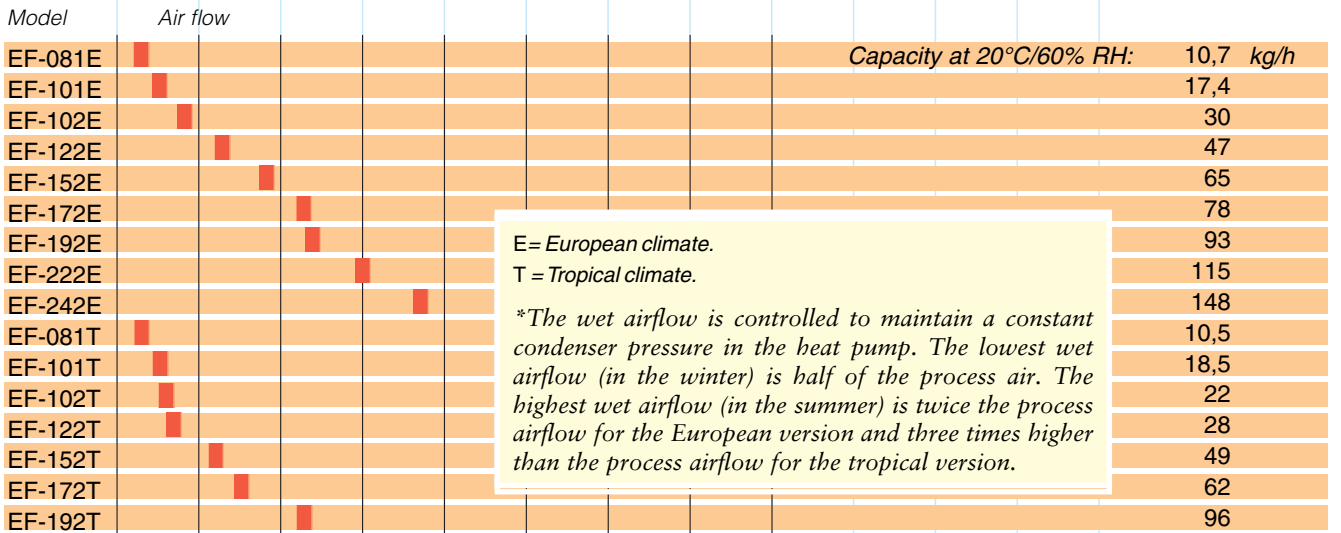 Model Air flow
EF-081E Capacity at 20°C/60% RH: 10,7 kg/h
EF-101E 17,4
EF-102E 30
EF-122E 47
EF-152E 65
EF-172E 78
EF-192E 93
EF-222E 115
EF-242E 148
EF-081T 10,5
EF-101T 18,5
EF-102T 22
EF-122T 28
EF-152T 49
EF-172T 62
EF-192T 96
E= European climate.
T = Tropical climate.
*The wet airflow is controlled to maintain a constant
condenser pressure in the heat pump. The lowest wet
airflow (in the winter) is half of the process air. The
highest wet airflow (in the summer) is twice the process
airflow for the European version and three times higher
than the process airflow for the tropical version.